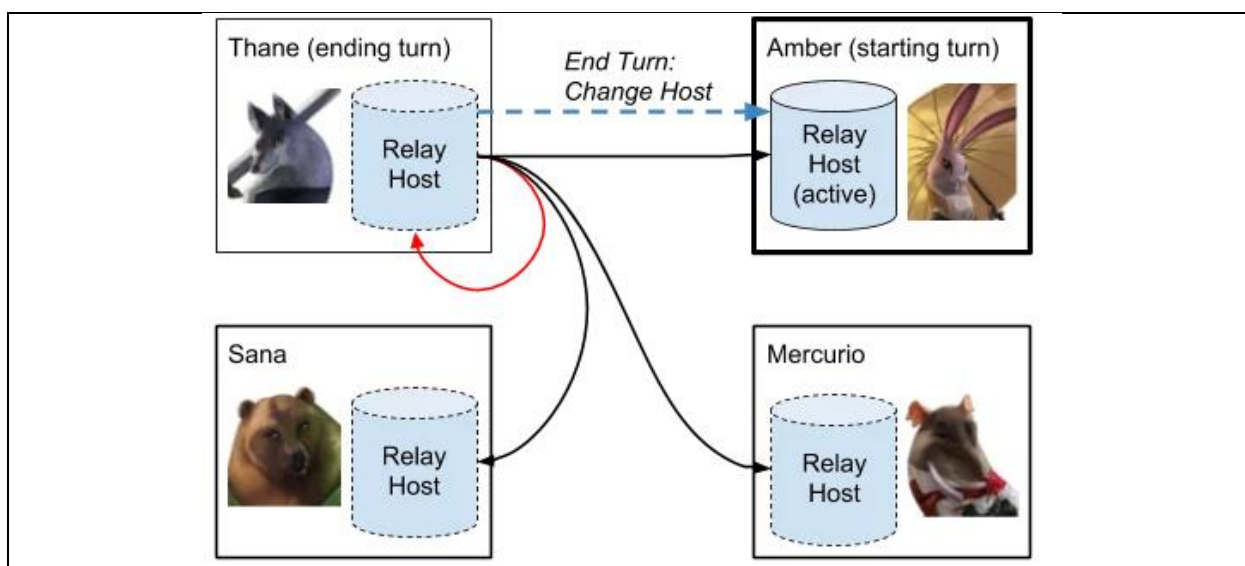 Thane (ending turn)
End Turn:
Change Host
Amber (starting turn)
Relay
Host
Relay
Host
(active)
Sana
Relay
Host
Mercurio
Relay
Host